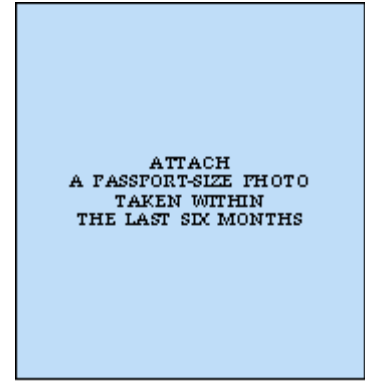 ATTACH
A PASSPORT-SIZE PHOTO
TAKEN WITHIN
THE LAST SIX MONTHS